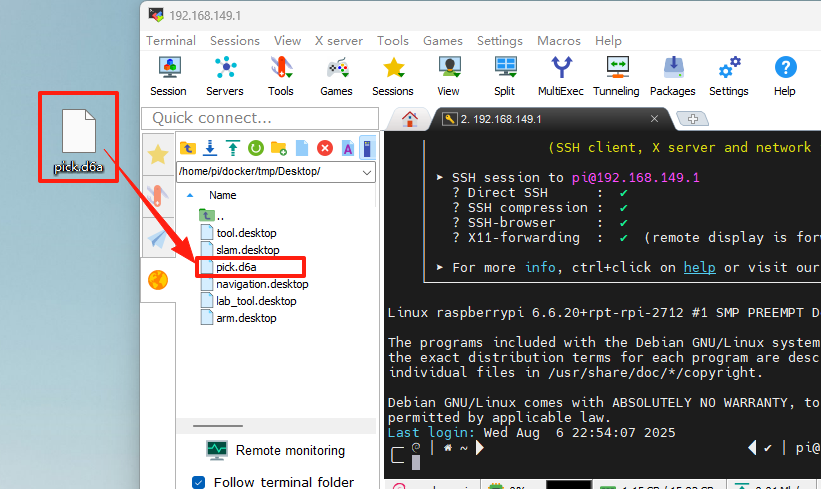 192.168.149.1
Terminal Sessions View X server Tools Games Settings Macros Help
Session Servers Tools Games Sessions View Split MultiExec Tunneling Packages Settings Help
Quick connect...
2. 192.168.149.1
pick.d6a
/home/pi/docker/tmp/Desktop/
Name
..
tool.desktop
slam.desktop
pick.d6a
navigation.desktop
lab_tool.desktop
arm.desktop
Remote monitoring
Follow terminal folder
(SSH client, X server and network
➤ SSH session to pi@192.168.149.1
? Direct SSH : ✔
? SSH compression : ✔
? SSH-browser : ✔
? X11-forwarding : ✔ (remote display is forw
➤ For more info, ctrl+click on help or visit our
Linux raspberrypi 6.6.20+rpt-rpi-2712 #1 SMP PREEMPT D
The programs included with the Debian GNU/Linux system
the exact distribution terms for each program are desc
individual files in /usr/share/doc/*/copyright.
Debian GNU/Linux comes with ABSOLUTELY NO WARRANTY, to
permitted by applicable law.
Last login: Wed Aug 6 22:54:07 2025
~ ✔ pi@